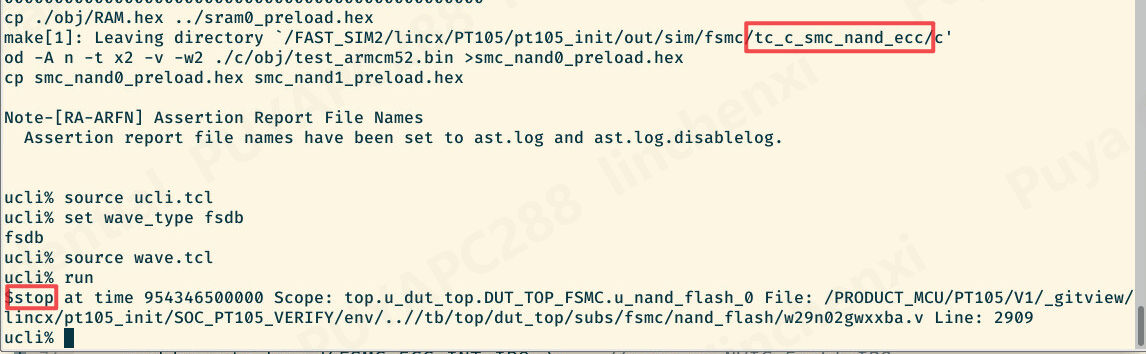 cp ./obj/RAM.hex ../sram0_preload.hex
make[1]: Leaving directory `/FAST_SIM2/lincx/PT105/pt105_init/out/sim/fsmc/tc_c_smc_nand_ecc/c'
od -A n -t x2 -v -w2 ./c/obj/test_armcm52.bin >smc_nand0_preload.hex
cp smc_nand0_preload.hex smc_nand1_preload.hex
Note-[RA-ARFN] Assertion Report File Names
Assertion report file names have been set to ast.log and ast.log.disablelog.
ucli% source ucli.tcl
ucli% set wave_type fsdb
fsdb
ucli% source wave.tcl
ucli% run
$stop at time 954346500000 Scope: top.u_dut_top.DUT_TOP_FSMC.u_nand_flash_0 File: /PRODUCT_MCU/PT105/V1/_gitview/
lincx/pt105_init/SOC_PT105_VERIFY/env/..//tb/top/dut_top/subs/fsmc/nand_flash/w29n02gwxxba.v Line: 2909
ucli%
PUYAPC288 linchenxi
Puya